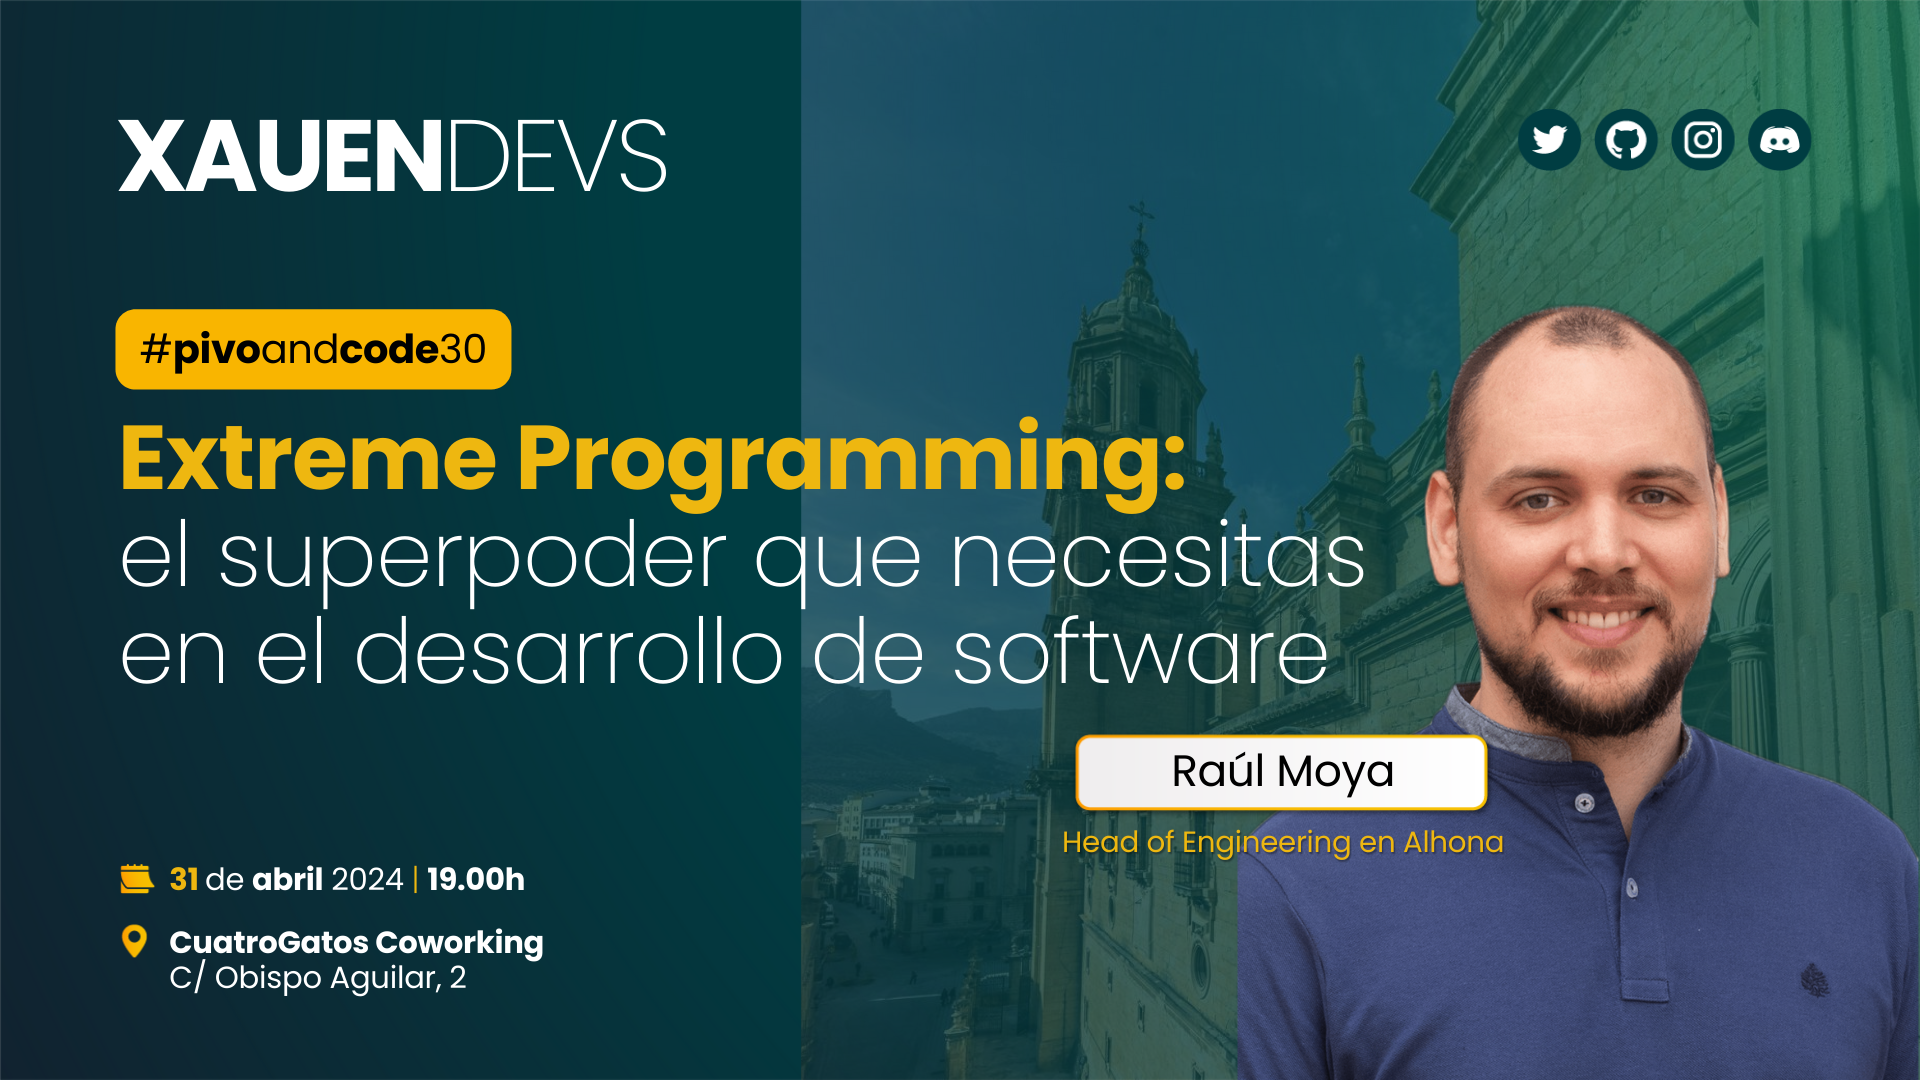 XAUENDEVS
#pivoandcode30
Extreme Programming:
el superpoder que necesitas
en el desarrollo de software
Raúl Moya
Head of Engineering en Alhona
31 de abril 2024 | 19.00h
CuatroGatos Coworking
C/ Obispo Aguilar, 2